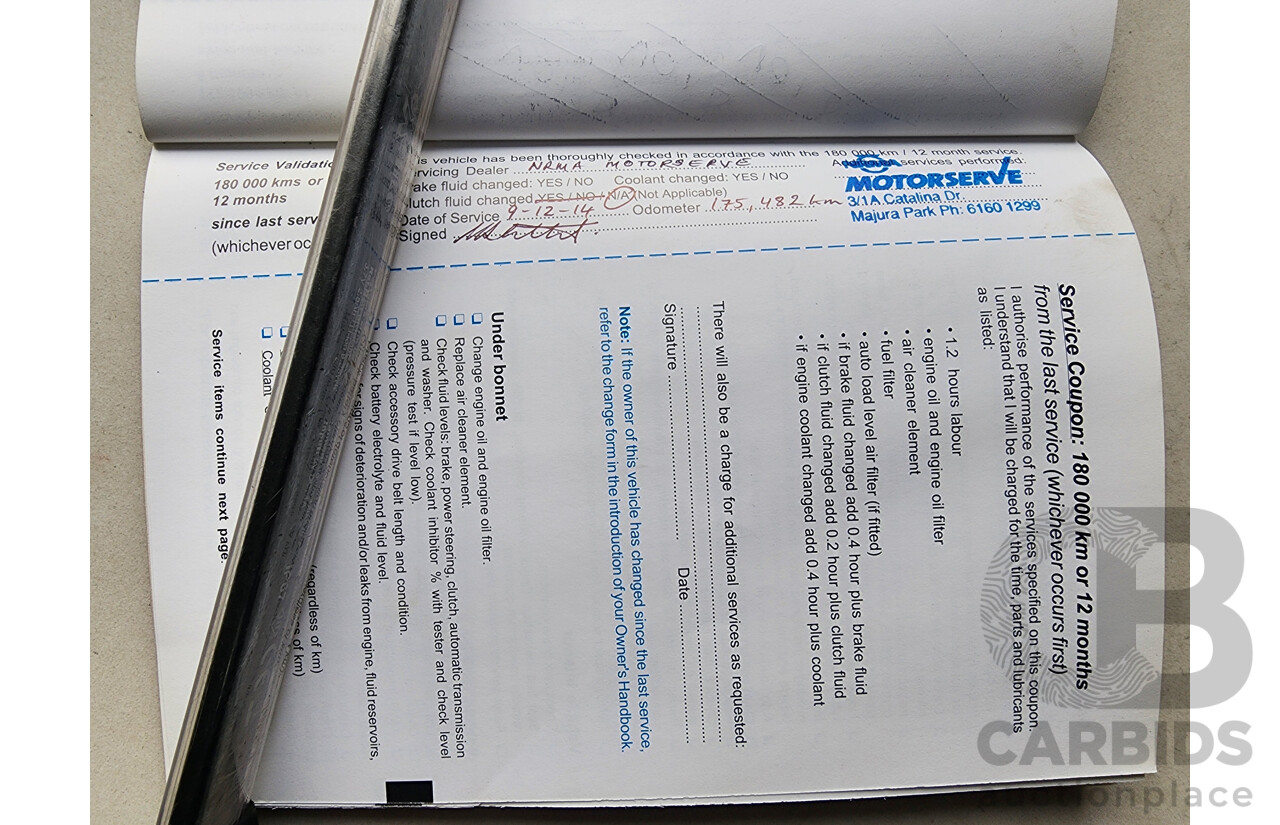 Service Validatio
180 000 kms or
12 months
since last serv
(whichever oc
is vehicle has been thoroughly checked in accordance with the 180 000 km / 12 month service.
rvicing Dealer NRMA MOTORSERVE services performed:
ake fluid changed: YES / NO Coolant changed: YES / NO
lutch fluid changed YES / NO / N/A (Not Applicable)
Date of Service 9-12-14 Odometer 175,482 km
Signed
MOTORSERVE
3/1A Catalina Dr
Majura Park Ph: 6160 1299
Service Coupon: 180 000 km or 12 months
from the last service (whichever occurs first)
I authorise performance of the services specified on this coupon.
I understand that I will be charged for the time, parts and lubricants
as listed:
• 1.2 hours labour
• engine oil and engine oil filter
• air cleaner element
• fuel filter
• auto load level air filter (if fitted)
• if brake fluid changed add 0.4 hour plus brake fluid
• if clutch fluid changed add 0.2 hour plus clutch fluid
• if engine coolant changed add 0.4 hour plus coolant
There will also be a charge for additional services as requested:
Signature Date
Note: If the owner of this vehicle has changed since the last service,
refer to the change form in the introduction of your Owner's Handbook.
Under bonnet
❏ Change engine oil and engine oil filter.
❏ Replace air cleaner element.
❏ Check fluid levels: brake, power steering, clutch, automatic transmission
and washer. Check coolant inhibitor % with tester and check level
(pressure test if level low).
❏ Check accessory drive belt length and condition.
❏ Check battery electrolyte and fluid level.
for signs of deterioration and/or leaks from engine, fluid reservoirs,
(regardless of km)
of km)
❏ Coolant
Service items continue next page.
CARBIDS
auctionplace